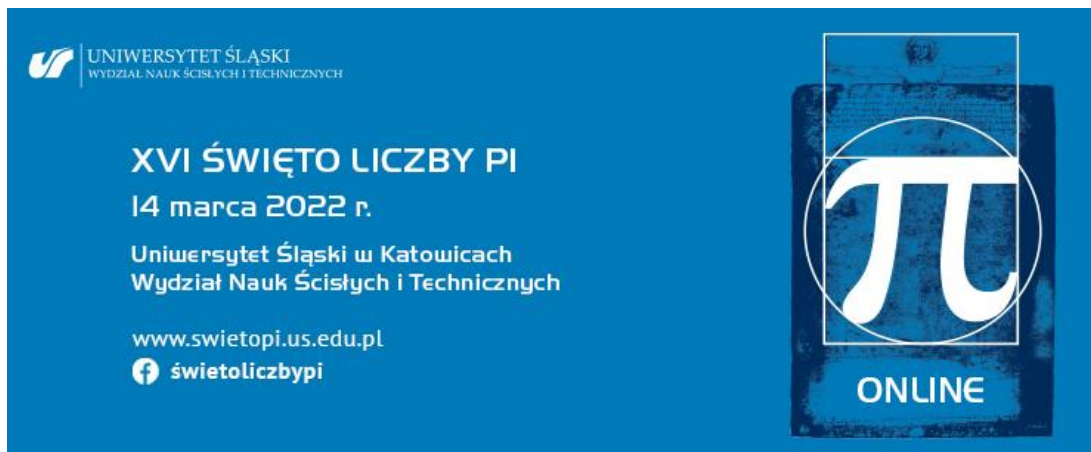 UNIWERSYTET ŚLĄSKI
WYDZIAŁ NAUK ŚCISŁYCH I TECHNICZNYCH
XVI ŚWIĘTO LICZBY PI
14 marca 2022 r.
Uniwersytet Śląski w Katowicach
Wydział Nauk Ścisłych i Technicznych
www.swietopi.us.edu.pl
świetoliczbypi
π
ONLINE